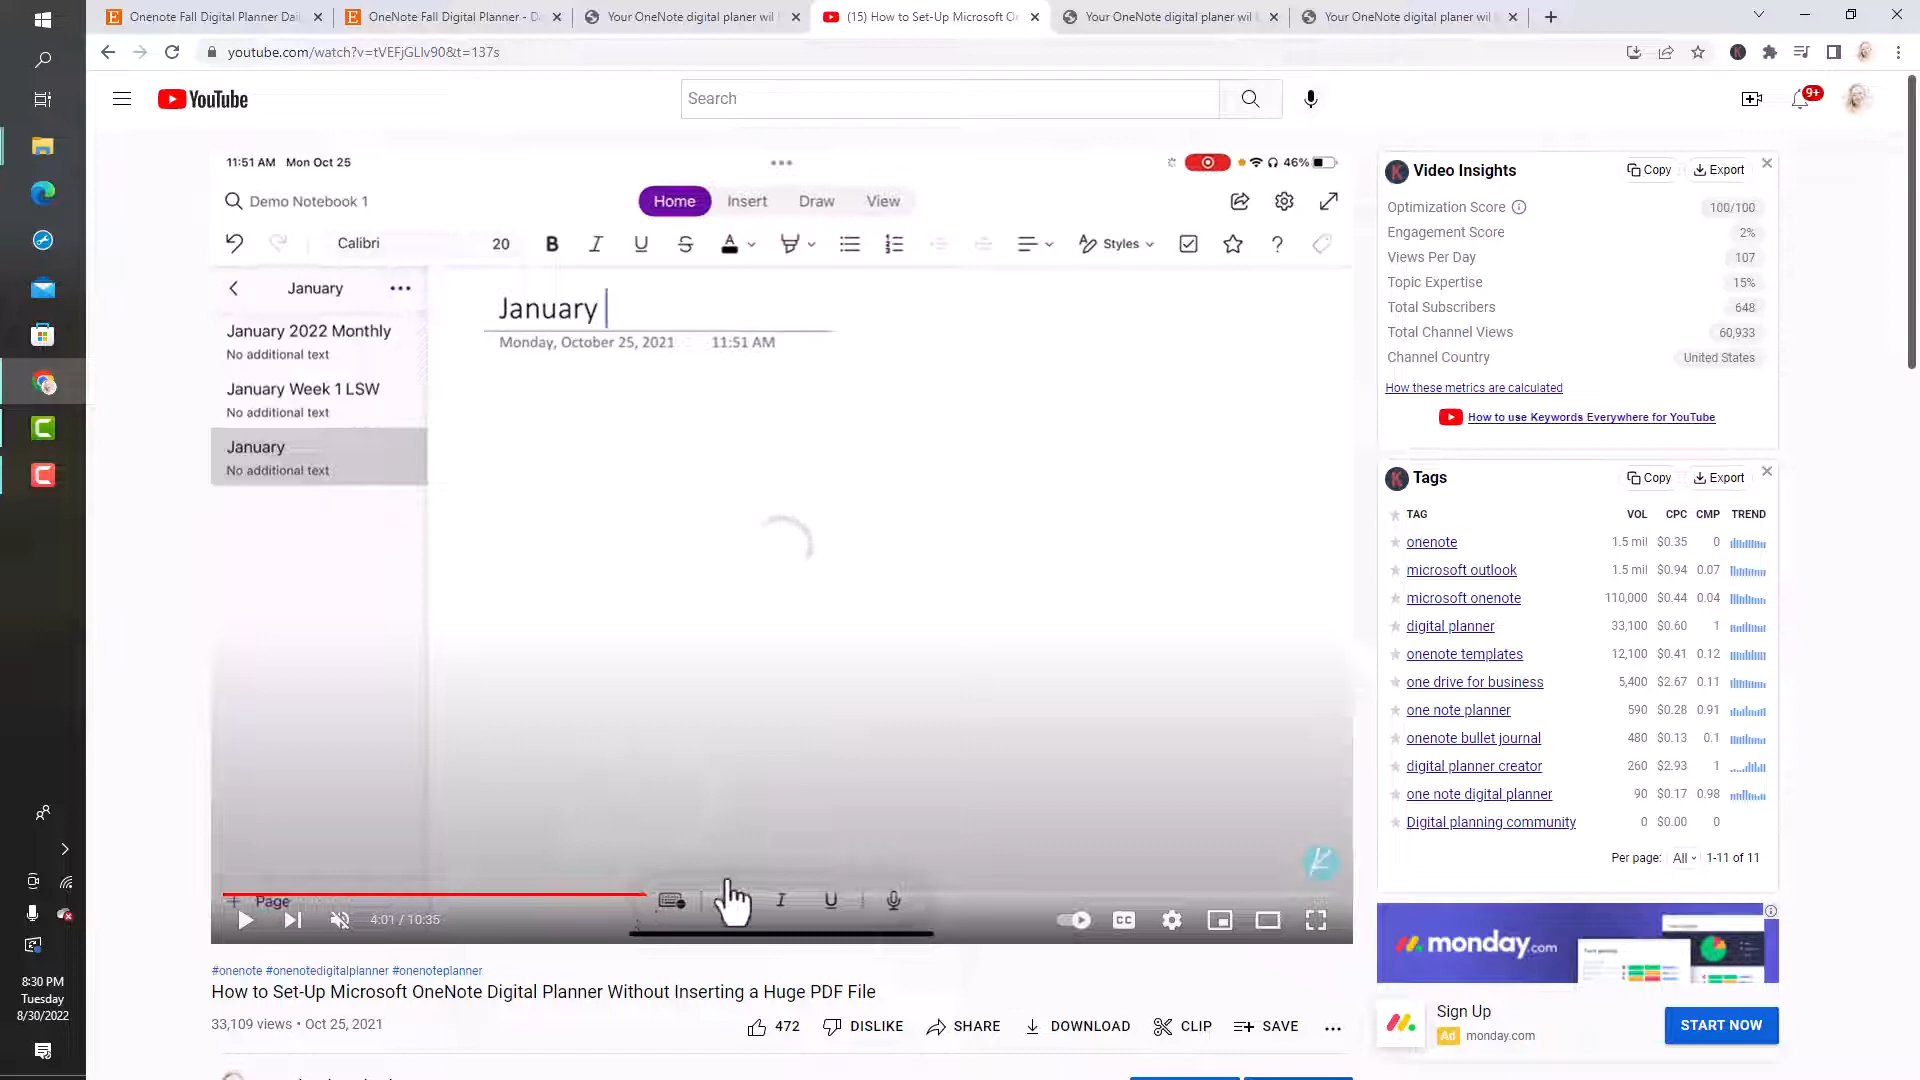 Onenote Fall Digital Planner Dai
OneNote Fall Digital Planner - D
Your OneNote digital planer will
(15) How to Set-Up Microsoft O
Your OneNote digital planer will
Your OneNote digital planer will
youtube.com/watch?v=tVEFjGLlv90&t=137s
YouTube
Search
9+
11:51 AM Mon Oct 25
46%
Demo Notebook 1
Home Insert Draw View
Calibri 20 B I U S A Styles ?
January
January 2022 Monthly
No additional text
January Week 1 LSW
No additional text
January
No additional text
January
Monday, October 25, 2021 11:51 AM
+ Page
I U
4:01 / 10:35
CC
#onenote #onenotedigitalplanner #onenoteplanner
How to Set-Up Microsoft OneNote Digital Planner Without Inserting a Huge PDF File
33,109 views • Oct 25, 2021
472 DISLIKE SHARE DOWNLOAD CLIP SAVE
Video Insights Copy Export
Optimization Score 100/100
Engagement Score 2%
Views Per Day 107
Topic Expertise 15%
Total Subscribers 648
Total Channel Views 60,933
Channel Country United States
How these metrics are calculated
How to use Keywords Everywhere for YouTube
Tags Copy Export
TAG VOL CPC CMP TREND
onenote 1.5 mil $0.35 0
microsoft outlook 1.5 mil $0.94 0.07
microsoft onenote 110,000 $0.44 0.04
digital planner 33,100 $0.60 1
onenote templates 12,100 $0.41 0.12
one drive for business 5,400 $2.67 0.11
one note planner 590 $0.28 0.91
onenote bullet journal 480 $0.13 0.1
digital planner creator 260 $2.93 1
one note digital planner 90 $0.17 0.98
Digital planning community 0 $0.00 0
Per page: All 1-11 of 11
monday.com
Sign Up
Ad monday.com
START NOW
8:30 PM
Tuesday
8/30/2022